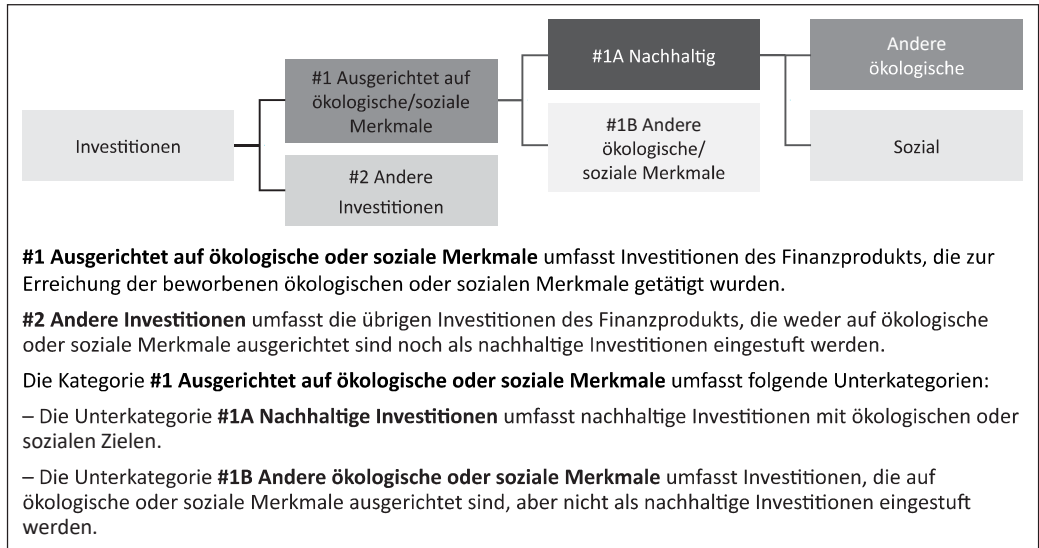 Investitionen
#1 Ausgerichtet auf
ökologische/soziale
Merkmale
#2 Andere
Investitionen
#1A Nachhaltig
#1B Andere
ökologische/
soziale Merkmale
Andere
ökologische
Sozial
#1 Ausgerichtet auf ökologische oder soziale Merkmale umfasst Investitionen des Finanzprodukts, die zur
Erreichung der beworbenen ökologischen oder sozialen Merkmale getätigt wurden.
#2 Andere Investitionen umfasst die übrigen Investitionen des Finanzprodukts, die weder auf ökologische
oder soziale Merkmale ausgerichtet sind noch als nachhaltige Investitionen eingestuft werden.
Die Kategorie #1 Ausgerichtet auf ökologische oder soziale Merkmale umfasst folgende Unterkategorien:
– Die Unterkategorie #1A Nachhaltige Investitionen umfasst nachhaltige Investitionen mit ökologischen oder
sozialen Zielen.
– Die Unterkategorie #1B Andere ökologische oder soziale Merkmale umfasst Investitionen, die auf
ökologische oder soziale Merkmale ausgerichtet sind, aber nicht als nachhaltige Investitionen eingestuft
werden.